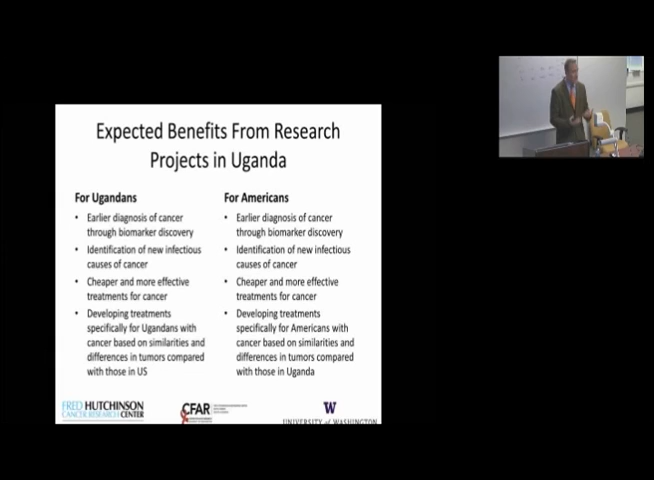 Expected Benefits From Research
Projects in Uganda
For Ugandans
• Earlier diagnosis of cancer
through biomarker discovery
• Identification of new infectious
causes of cancer
• Cheaper and more effective
treatments for cancer
• Developing treatments
specifically for Ugandans with
cancer based on similarities and
differences in tumors compared
with those in US
For Americans
• Earlier diagnosis of cancer
through biomarker discovery
• Identification of new infectious
causes of cancer
• Cheaper and more effective
treatments for cancer
• Developing treatments
specifically for Americans with
cancer based on similarities and
differences in tumors compared
with those in Uganda
FRED HUTCHINSON
CANCER RESEARCH CENTER
CFAR
W
UNIVERSITY of WASHINGTON